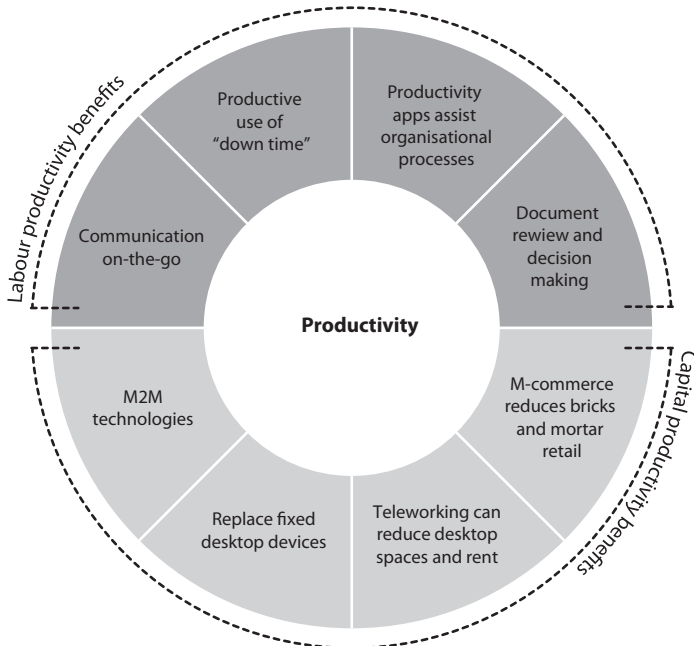 Labour productivity benefits
Productive
use of
“down time”
Productivity
apps assist
organisational
processes
Communication
on-the-go
Document
rewiew and
decision
making
Productivity
M2M
technologies
M-commerce
reduces bricks
and mortar
retail
Replace fixed
desktop devices
Teleworking can
reduce desktop
spaces and rent
Capital productivity benefits